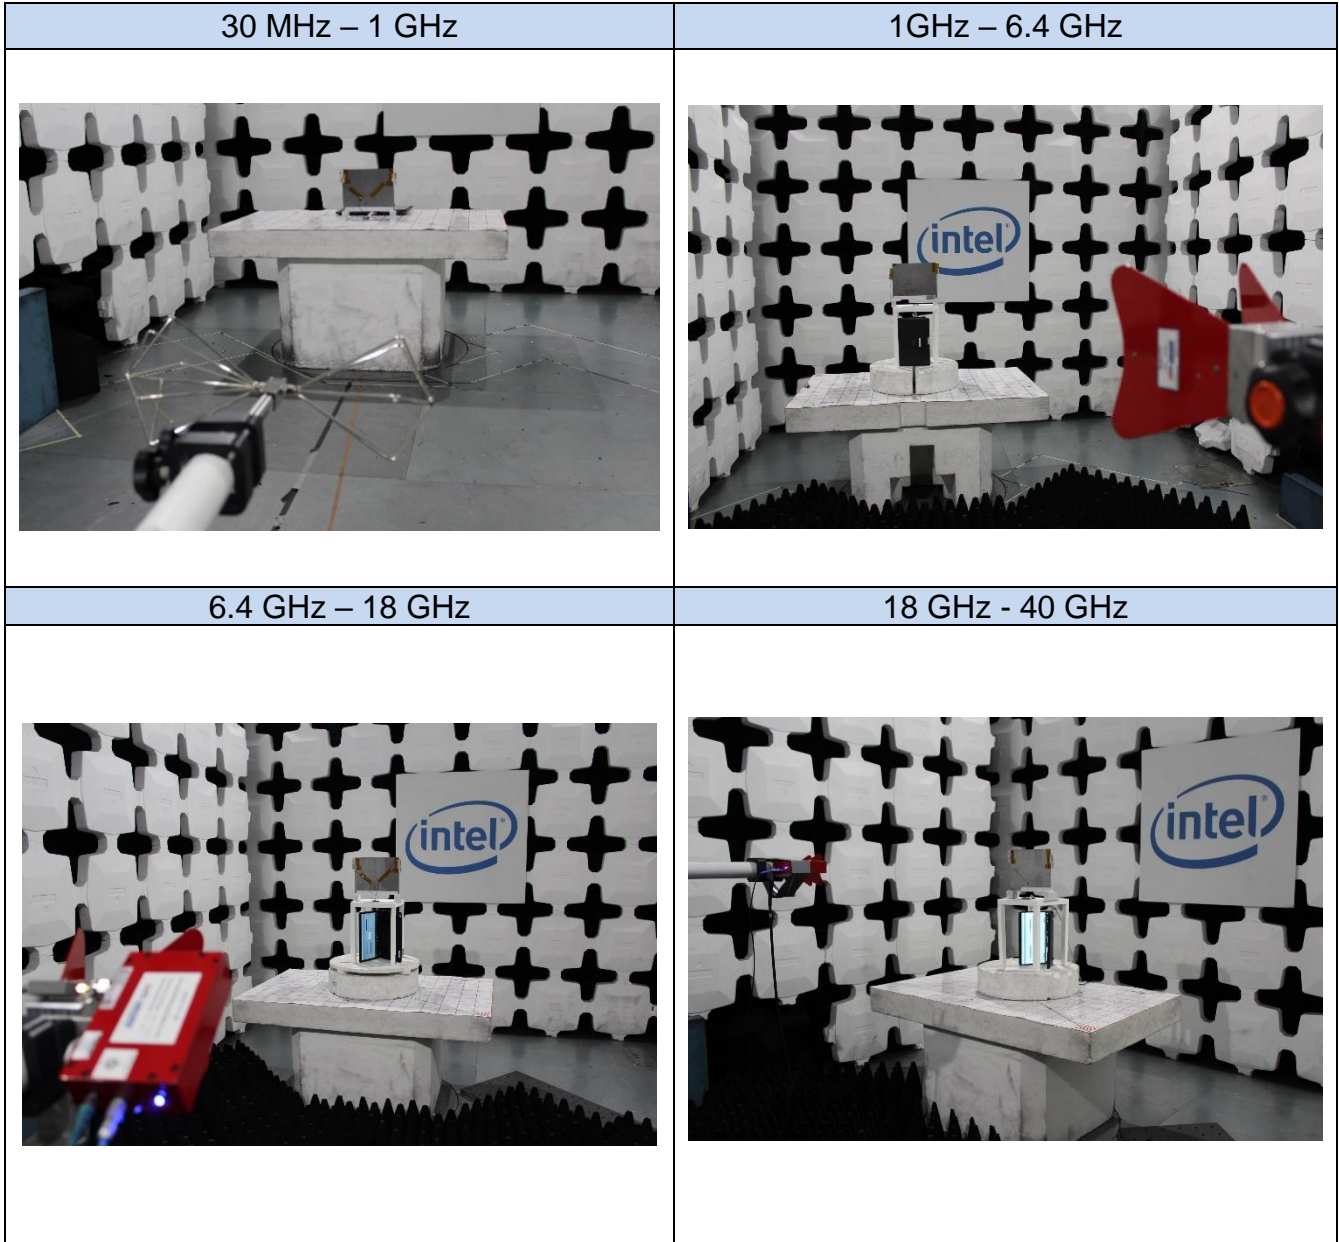 30 MHz – 1 GHz
1GHz – 6.4 GHz
intel
6.4 GHz – 18 GHz
18 GHz - 40 GHz
intel
intel